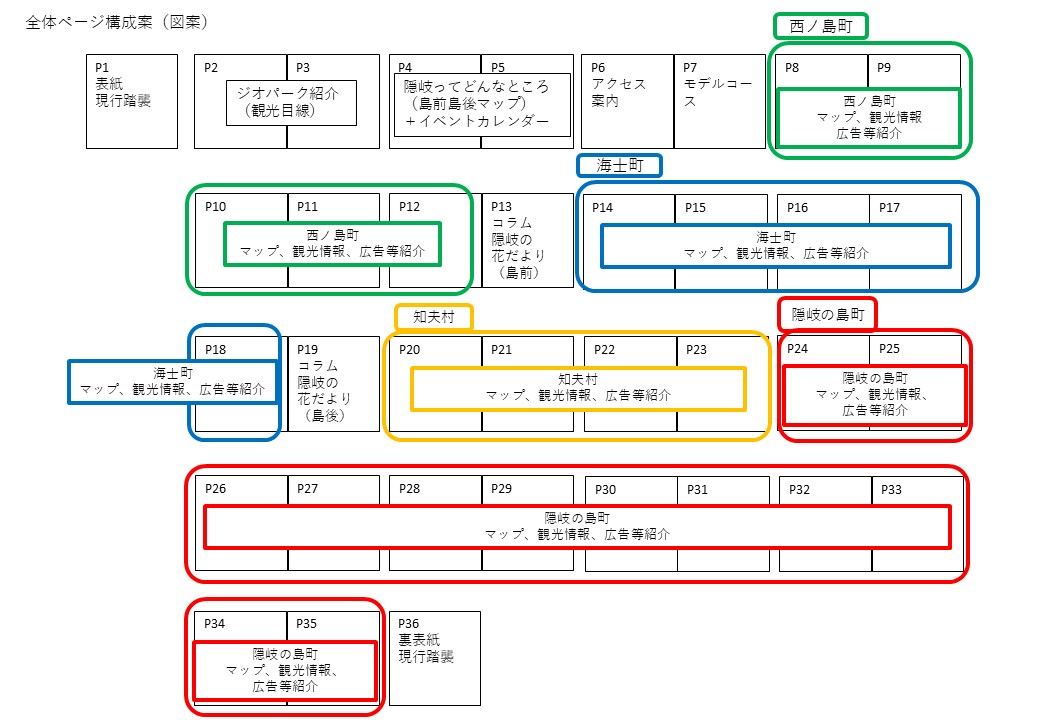 全体ページ構成案（図案）
西ノ島町
P1
表紙
現行踏襲
P2
P3
ジオパーク紹介
（観光目線）
P4
P5
隠岐ってどんなところ
（島前島後マップ）
＋イベントカレンダー
P6
アクセス
案内
P7
モデルコー
ス
P8
P9
西ノ島町
マップ、観光情報
広告等紹介
海士町
P10
P11
P12
西ノ島町
マップ、観光情報、広告等紹介
P13
コラム
隠岐の
花だより
（島前）
P14
P15
P16
P17
海士町
マップ、観光情報、広告等紹介
知夫村
隠岐の島町
P18
海士町
マップ、観光情報、広告等紹介
P19
コラム
隠岐の
花だより
（島後）
P20
P21
P22
P23
知夫村
マップ、観光情報、広告等紹介
P24
P25
隠岐の島町
マップ、観光情報、
広告等紹介
P26
P27
P28
P29
P30
P31
P32
P33
隠岐の島町
マップ、観光情報、広告等紹介
P34
P35
隠岐の島町
マップ、観光情報、
広告等紹介
P36
裏表紙
現行踏襲